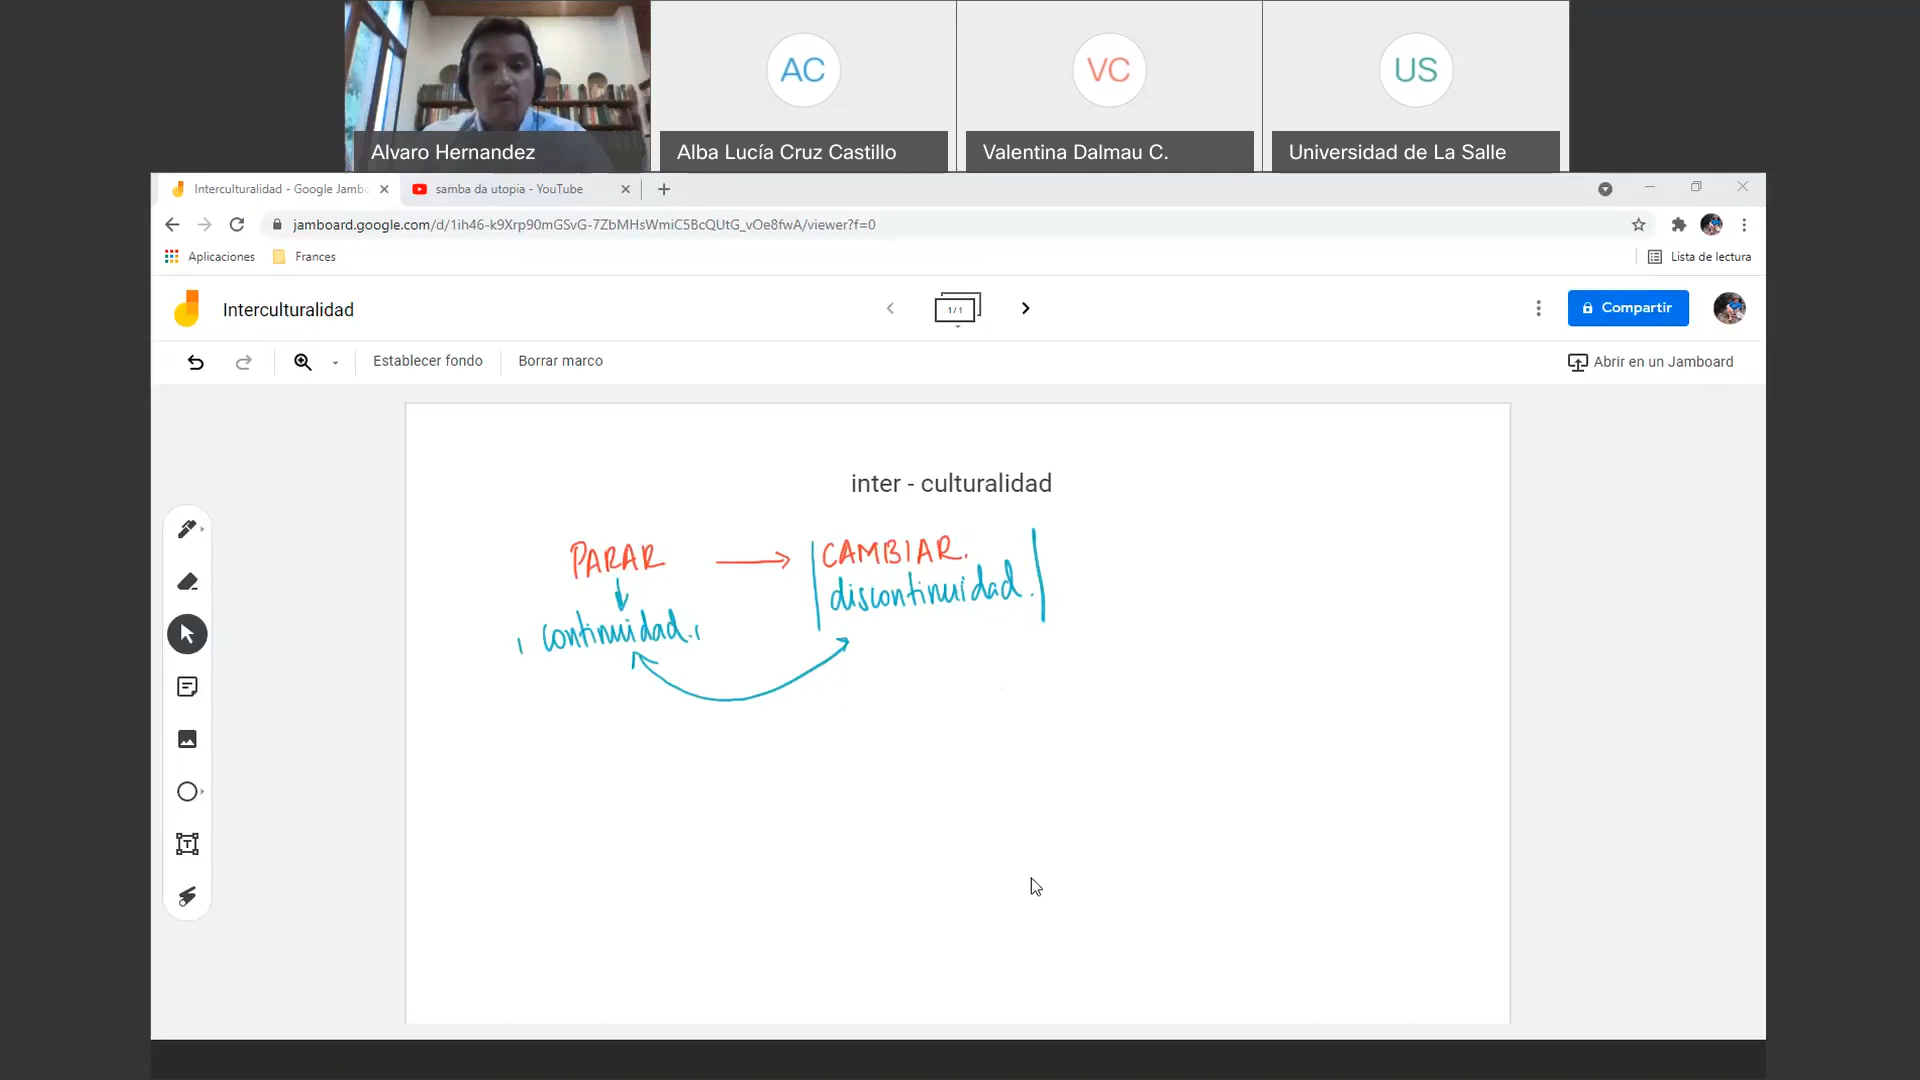 AC
VC
US
Alvaro Hernandez
Alba Lucía Cruz Castillo
Valentina Dalmau C.
Universidad de La Salle
Interculturalidad - Google Jamb
samba da utopia - YouTube
jamboard.google.com/d/1ih46-k9Xrp90mGSvG-7ZbMHsWmiC5BcQUtG_vOe8fwA/viewer?f=0
Aplicaciones
Frances
Lista de lectura
Interculturalidad
1/1
Compartir
Establecer fondo
Borrar marco
Abrir en un Jamboard
inter - culturalidad
PARAR
CAMBIAR.
discontinuidad.
continuidad.